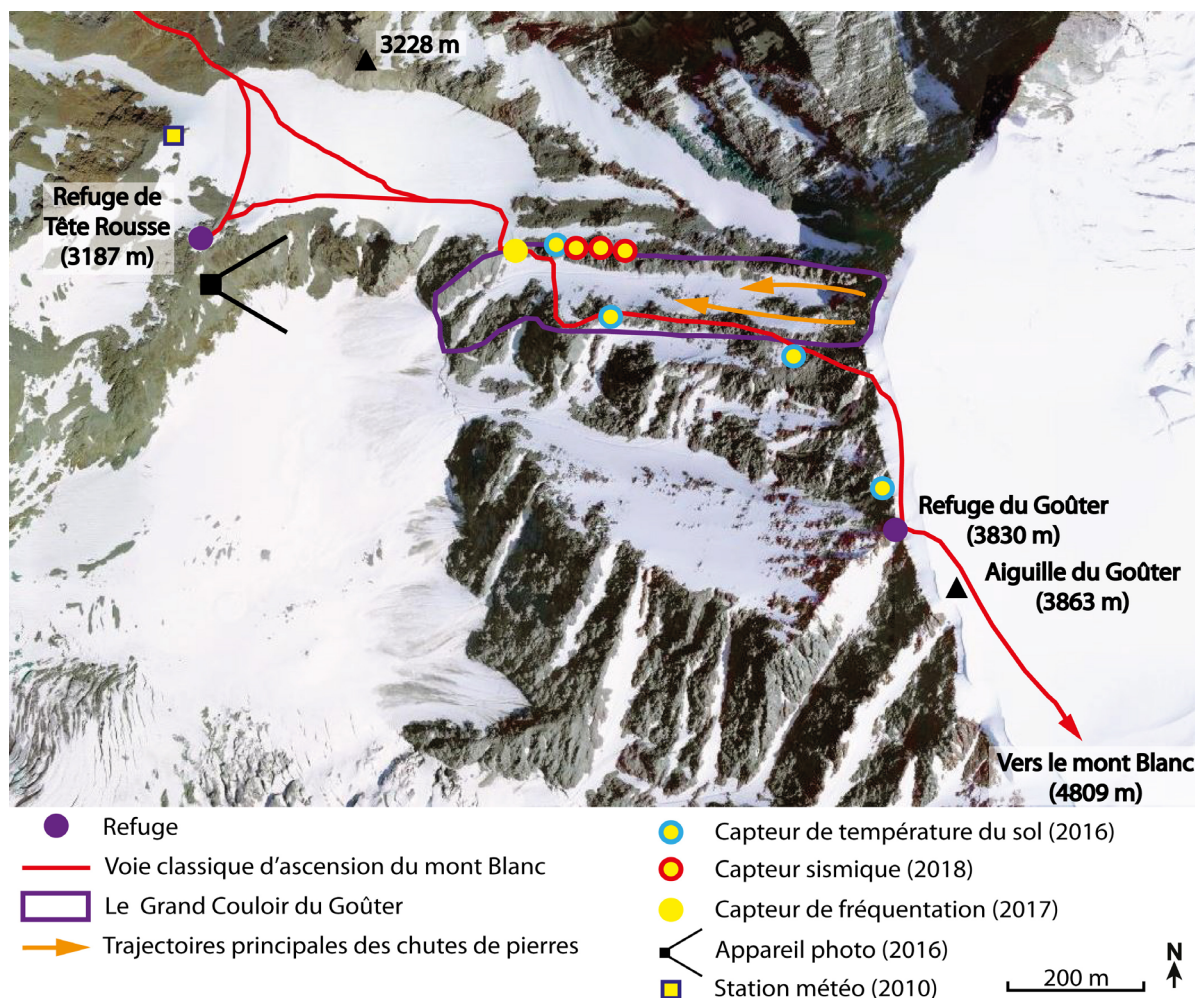 3228 m
Refuge de
Tête Rousse
(3187 m)
Refuge du Goûter
(3830 m)
Aiguille du Goûter
(3863 m)
Vers le mont Blanc
(4809 m)
Refuge
Voie classique d'ascension du mont Blanc
Le Grand Couloir du Goûter
Trajectoires principales des chutes de pierres
Capteur de température du sol (2016)
Capteur sismique (2018)
Capteur de fréquentation (2017)
Appareil photo (2016)
Station météo (2010)
N
200 m